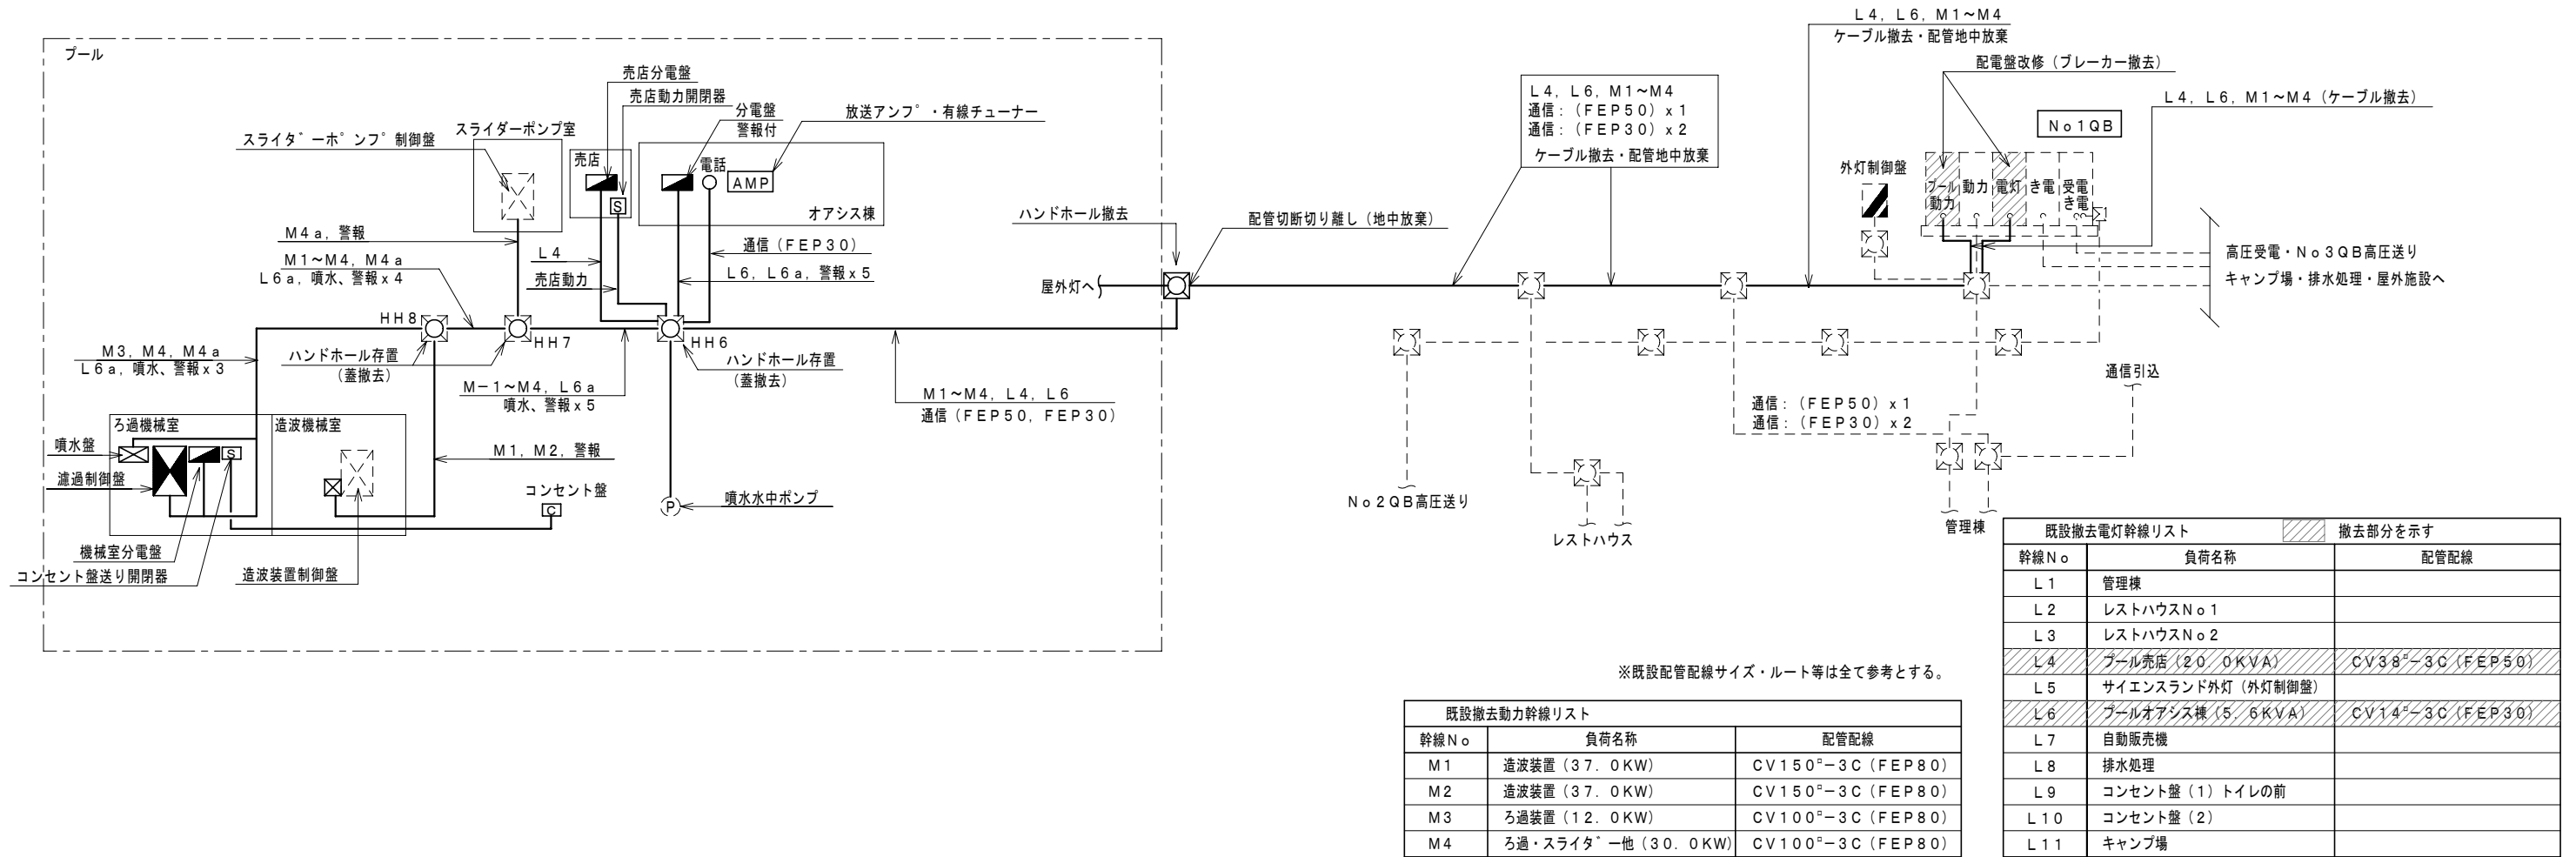 プール
売店分電盤
売店動力開閉器
分電盤
警報付
放送アンプ・有線チューナー
スライダーポンプ室
スライダーポンプ制御盤
売店
電話
AMP
S
オアシス棟
M4a, 警報
通信(FEP30)
M1~M4, M4a
L6a, 噴水、警報x4
L4
L6, L6a, 警報x5
売店動力
HH8
HH7
HH6
M3, M4, M4a
L6a, 噴水、警報x3
ハンドホール存置
(蓋撤去)
ハンドホール存置
(蓋撤去)
M-1~M4, L6a
噴水、警報x5
M1~M4, L4, L6
通信(FEP50, FEP30)
ろ過機械室
造波機械室
噴水盤
S
濾過制御盤
M1, M2, 警報
コンセント盤
C
P
噴水水中ポンプ
機械室分電盤
コンセント盤送り開閉器
造波装置制御盤
ハンドホール撤去
配管切断切り離し(地中放棄)
屋外灯へ
L4, L6, M1~M4
ケーブル撤去・配管地中放棄
L4, L6, M1~M4
通信:(FEP50)x1
通信:(FEP30)x2
ケーブル撤去・配管地中放棄
配電盤改修(ブレーカー撤去)
L4, L6, M1~M4(ケーブル撤去)
No1QB
外灯制御盤
プール
動力
動力
電灯
き電
受電
き電
高圧受電・No3QB高圧送り
キャンプ場・排水処理・屋外施設へ
通信引込
通信:(FEP50)x1
通信:(FEP30)x2
No2QB高圧送り
レストハウス
管理棟
※既設配管配線サイズ・ルート等は全て参考とする。
既設撤去動力幹線リスト
幹線No 負荷名称 配管配線
M1 造波装置(37.0KW) CV150□-3C(FEP80)
M2 造波装置(37.0KW) CV150□-3C(FEP80)
M3 ろ過装置(12.0KW) CV100□-3C(FEP80)
M4 ろ過・スライダー他(30.0KW) CV100□-3C(FEP80)
既設撤去電灯幹線リスト 撤去部分を示す
幹線No 負荷名称 配管配線
L1 管理棟
L2 レストハウスNo1
L3 レストハウスNo2
L4 プール売店(20.0KVA) CV38□-3C(FEP50)
L5 サイエンスランド外灯(外灯制御盤)
L6 プールオアシス棟(5.6KVA) CV14□-3C(FEP30)
L7 自動販売機
L8 排水処理
L9 コンセント盤(1)トイレの前
L10 コンセント盤(2)
L11 キャンプ場